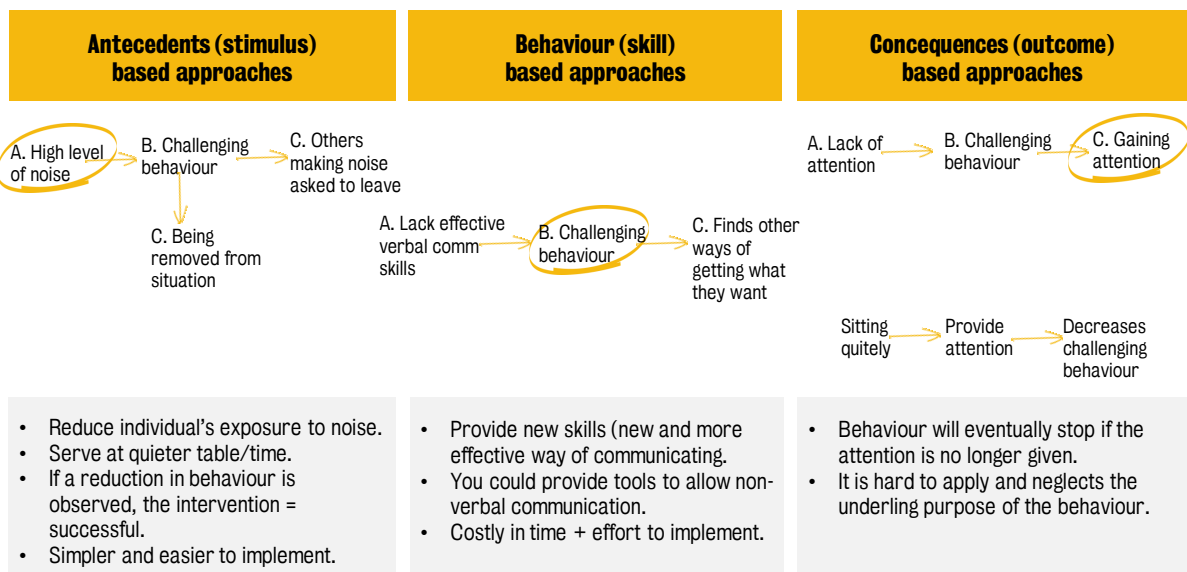 Antecedents (stimulus)
based approaches
A. High level
of noise
B. Challenging
behaviour
C. Others
making noise
asked to leave
C. Being
removed from
situation
• Reduce individual's exposure to noise.
• Serve at quieter table/time.
• If a reduction in behaviour is
observed, the intervention =
successful.
• Simpler and easier to implement.
Behaviour (skill)
based approaches
A. Lack effective
verbal comm
skills
B. Challenging
behaviour
C. Finds other
ways of
getting what
they want
• Provide new skills (new and more
effective way of communicating.
• You could provide tools to allow non-
verbal communication.
• Costly in time + effort to implement.
Concequences (outcome)
based approaches
A. Lack of
attention
B. Challenging
behaviour
C. Gaining
attention
Sitting
quitely
Provide
attention
Decreases
challenging
behaviour
• Behaviour will eventually stop if the
attention is no longer given.
• It is hard to apply and neglects the
underling purpose of the behaviour.